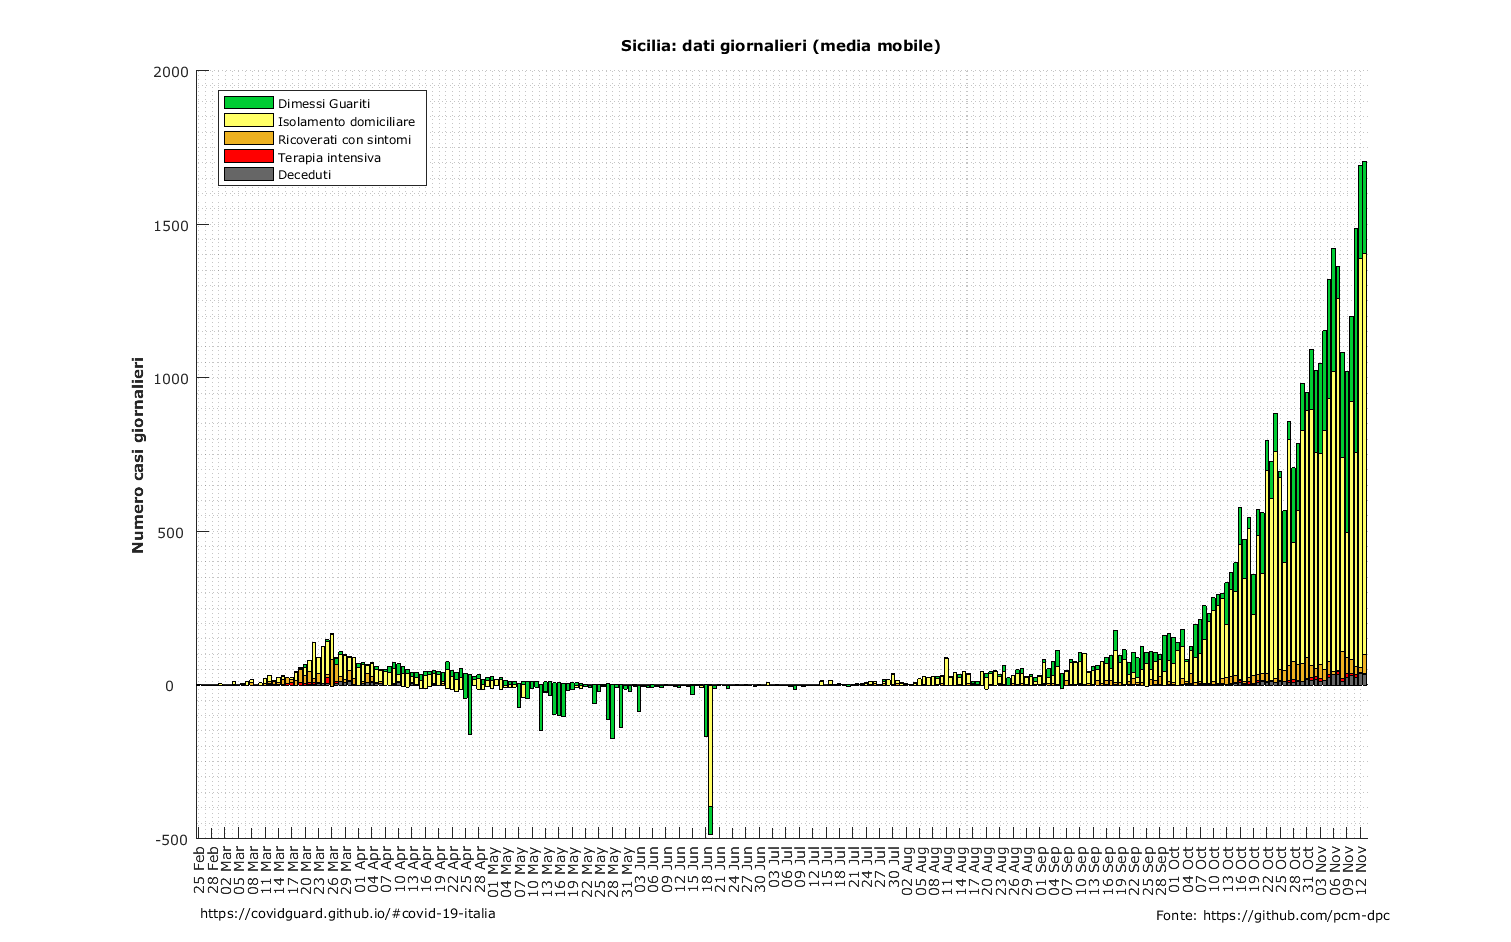 Sicilia: dati giornalieri (media mobile)
2000
1500
1000
500
0
-500
Numero casi giornalieri
Dimessi Guariti
Isolamento domiciliare
Ricoverati con sintomi
Terapia intensiva
Deceduti
25 Feb
28 Feb
02 Mar
05 Mar
08 Mar
11 Mar
14 Mar
17 Mar
20 Mar
23 Mar
26 Mar
29 Mar
01 Apr
04 Apr
07 Apr
10 Apr
13 Apr
16 Apr
19 Apr
22 Apr
25 Apr
28 Apr
01 May
04 May
07 May
10 May
13 May
16 May
19 May
22 May
25 May
28 May
31 May
03 Jun
06 Jun
09 Jun
12 Jun
15 Jun
18 Jun
21 Jun
24 Jun
27 Jun
30 Jun
03 Jul
06 Jul
09 Jul
12 Jul
15 Jul
18 Jul
21 Jul
24 Jul
27 Jul
30 Jul
02 Aug
05 Aug
08 Aug
11 Aug
14 Aug
17 Aug
20 Aug
23 Aug
26 Aug
29 Aug
01 Sep
04 Sep
07 Sep
10 Sep
13 Sep
16 Sep
19 Sep
22 Sep
25 Sep
28 Sep
01 Oct
04 Oct
07 Oct
10 Oct
13 Oct
16 Oct
19 Oct
22 Oct
25 Oct
28 Oct
31 Oct
03 Nov
06 Nov
09 Nov
12 Nov
https://covidguard.github.io/#covid-19-italia
Fonte: https://github.com/pcm-dpc